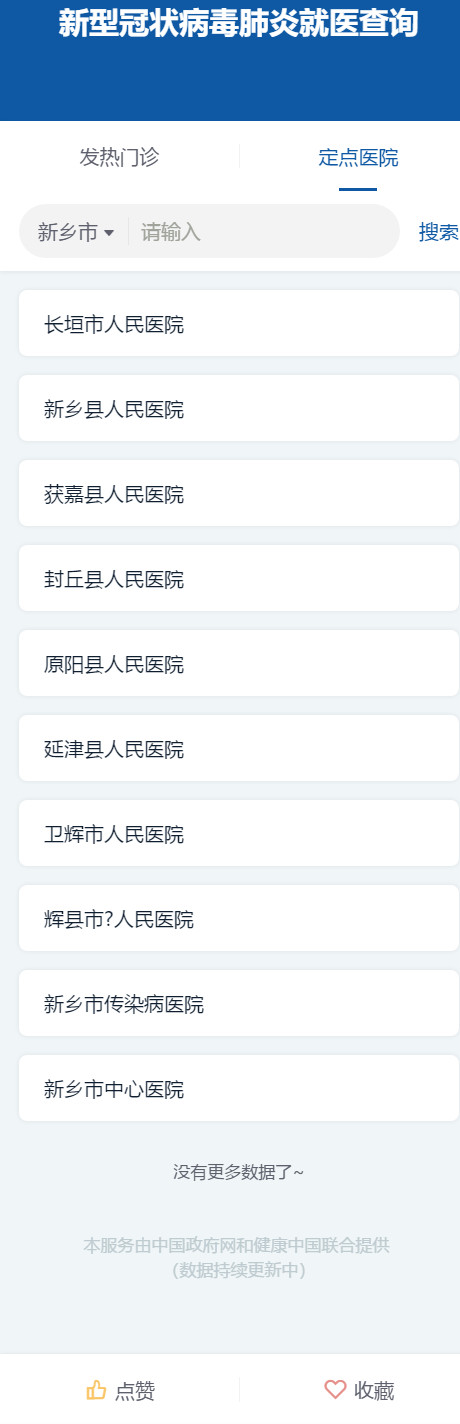 新型冠状病毒肺炎就医查询
发热门诊
定点医院
新乡市 请输入 搜索
长垣市人民医院
新乡县人民医院
获嘉县人民医院
封丘县人民医院
原阳县人民医院
延津县人民医院
卫辉市人民医院
辉县市?人民医院
新乡市传染病医院
新乡市中心医院
没有更多数据了~
本服务由中国政府网和健康中国联合提供
（数据持续更新中）
点赞
收藏